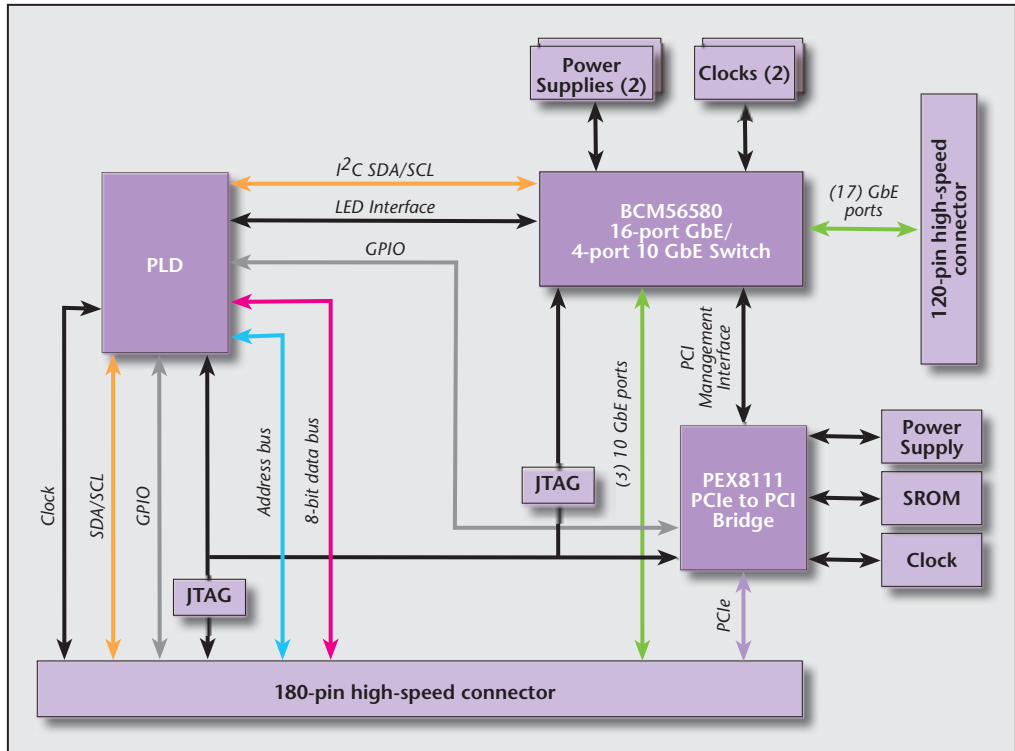 Power
Supplies (2)
Clocks (2)
I2C SDA/SCL
LED Interface
GPIO
PLD
BCM56580
16-port GbE/
4-port 10 GbE Switch
(17) GbE
ports
120-pin high-speed
connector
PCI
Management
Interface
Clock
SDA/SCL
GPIO
Address bus
8-bit data bus
JTAG
(3) 10 GbE ports
PEX8111
PCIe to PCI
Bridge
Power
Supply
SROM
Clock
JTAG
PCIe
180-pin high-speed connector